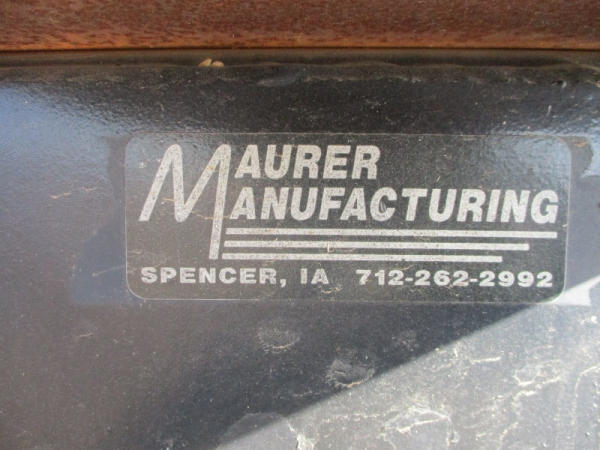 MAURER
MANUFACTURING
SPENCER, IA 712-262-2992